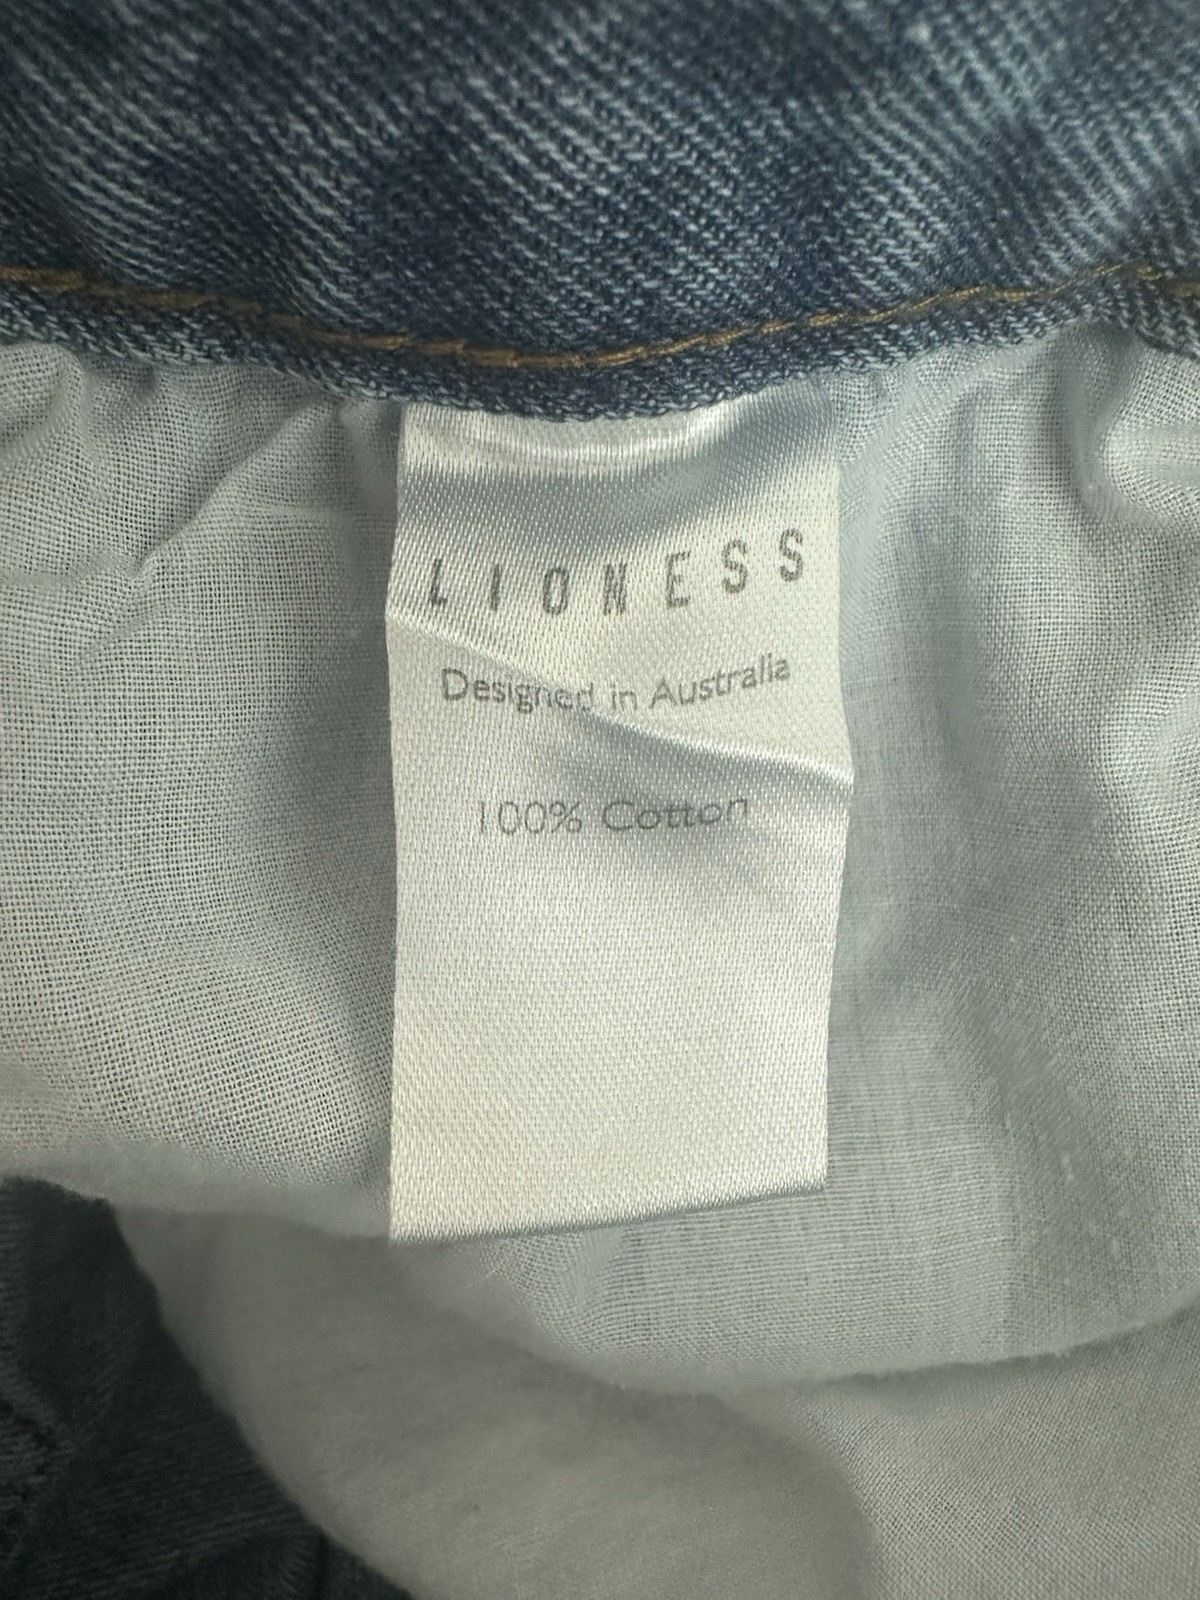 LIONESS
Designed in Australia
100% Cotton